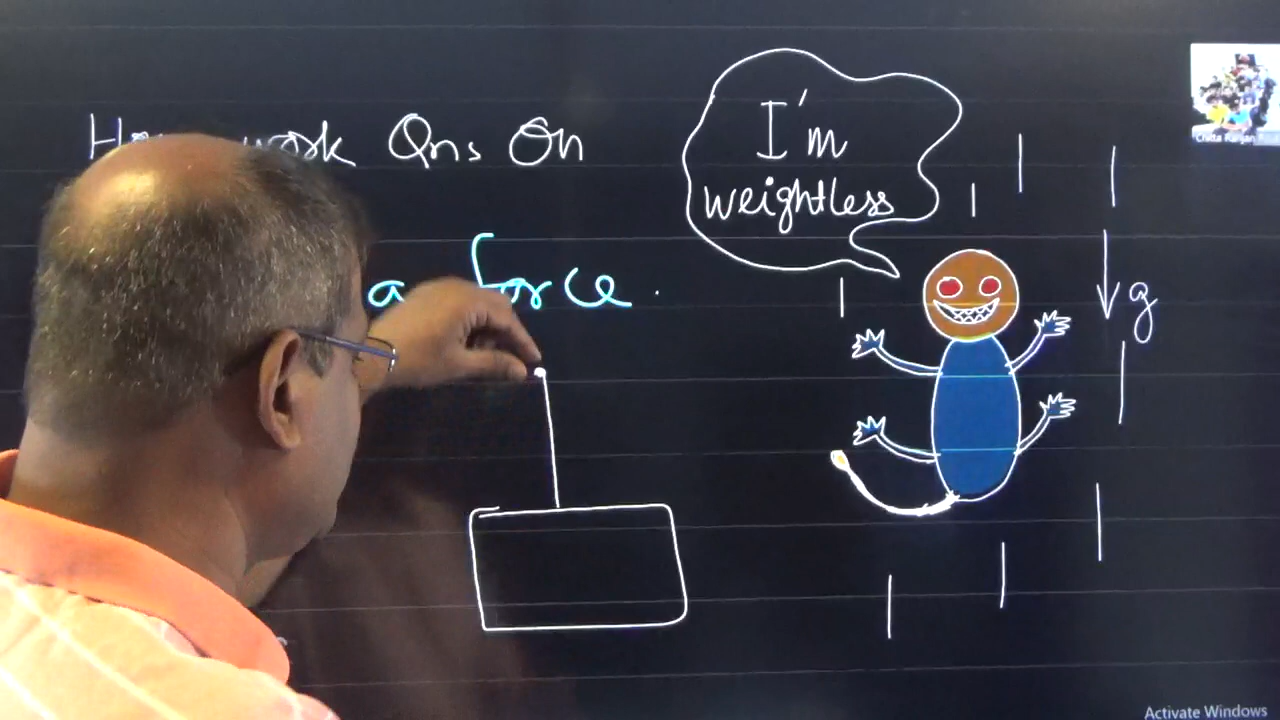 Qns On
I'm
weightless
force.
g
Activate Windows